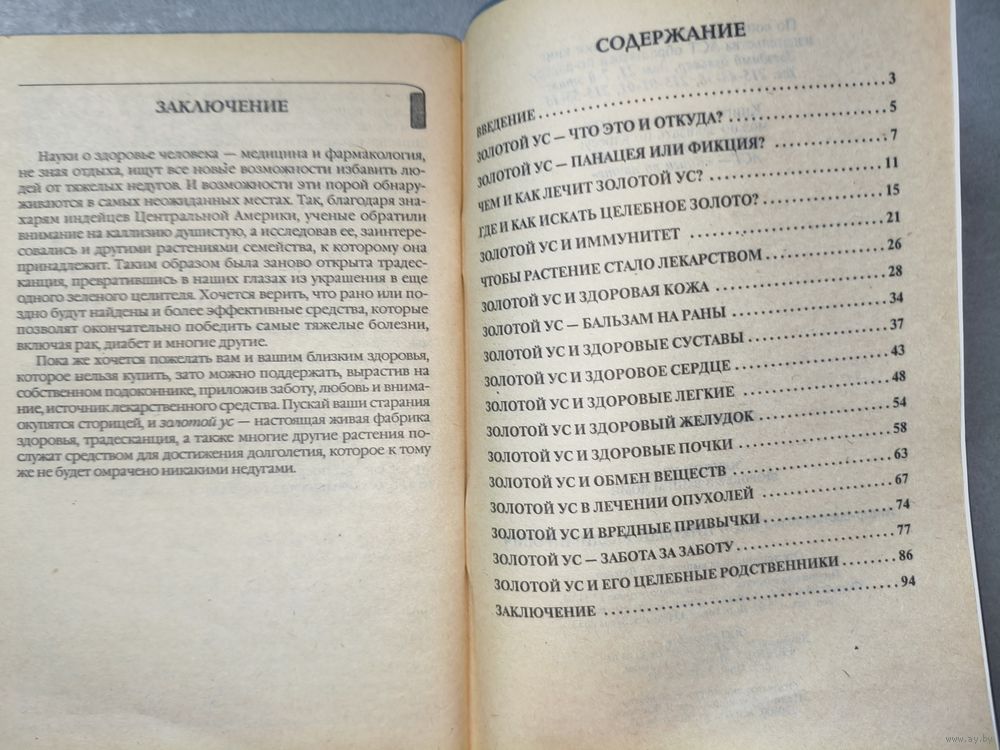 ЗАКЛЮЧЕНИЕ
Науки о здоровье человека — медицина и фармакология,
не зная отдыха, ищут все новые возможности избавить лю-
дей от тяжелых недугов. И возможности эти порой обнару-
живаются в самых неожиданных местах. Так, благодаря зна-
харям индейцев Центральной Америки, ученые обратили
внимание на каллизию душистую, а исследовав ее, заинтере-
совались и другими растениями семейства, к которому она
принадлежит. Таким образом была заново открыта традес-
канция, превратившись в наших глазах из украшения в еще
одного зеленого целителя. Хочется верить, что рано или по-
здно будут найдены и более эффективные средства, которые
позволят окончательно победить самые тяжелые болезни,
включая рак, диабет и многие другие.
Пока же хочется пожелать вам и вашим близким здоровья,
которое нельзя купить, зато можно поддержать, вырастив на
собственном подоконнике, приложив заботу, любовь и внима-
ние, источник лекарственного средства. Пускай ваши старания
окупятся сторицей, и золотой ус — настоящая живая фабрика
здоровья, традесканция, а также многие другие растения по-
служат средством для достижения долголетия, которое к тому
же не будет омрачено никакими недугами.
СОДЕРЖАНИЕ
ВВЕДЕНИЕ ........ 3
ЗОЛОТОЙ УС — ЧТО ЭТО И ОТКУДА? ........ 5
ЗОЛОТОЙ УС — ПАНАЦЕЯ ИЛИ ФИКЦИЯ? ........ 7
ЧЕМ И КАК ЛЕЧИТ ЗОЛОТОЙ УС? ........ 11
ГДЕ И КАК ИСКАТЬ ЦЕЛЕБНОЕ ЗОЛОТО? ........ 15
ЗОЛОТОЙ УС И ИММУНИТЕТ ........ 21
ЧТОБЫ РАСТЕНИЕ СТАЛО ЛЕКАРСТВОМ ........ 26
ЗОЛОТОЙ УС И ЗДОРОВАЯ КОЖА ........ 28
ЗОЛОТОЙ УС — БАЛЬЗАМ НА РАНЫ ........ 34
ЗОЛОТОЙ УС И ЗДОРОВЫЕ СУСТАВЫ ........ 37
ЗОЛОТОЙ УС И ЗДОРОВОЕ СЕРДЦЕ ........ 43
ЗОЛОТОЙ УС И ЗДОРОВЫЕ ЛЕГКИЕ ........ 48
ЗОЛОТОЙ УС И ЗДОРОВЫЙ ЖЕЛУДОК ........ 54
ЗОЛОТОЙ УС И ЗДОРОВЫЕ ПОЧКИ ........ 58
ЗОЛОТОЙ УС И ОБМЕН ВЕЩЕСТВ ........ 63
ЗОЛОТОЙ УС В ЛЕЧЕНИИ ОПУХОЛЕЙ ........ 67
ЗОЛОТОЙ УС И ВРЕДНЫЕ ПРИВЫЧКИ ........ 74
ЗОЛОТОЙ УС — ЗАБОТА ЗА ЗАБОТУ ........ 77
ЗОЛОТОЙ УС И ЕГО ЦЕЛЕБНЫЕ РОДСТВЕННИКИ ........ 86
ЗАКЛЮЧЕНИЕ ........ 94
www.ay.by